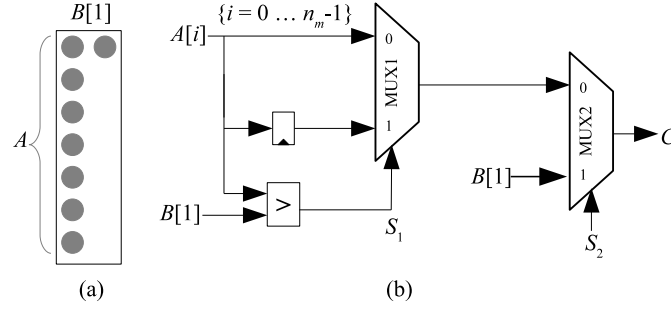 B[1]
A
(a)
{i = 0 … n_m-1}
A[i]
0
MUX1
1
B[1]
>
S_1
0
MUX2
1
B[1]
S_2
C
(b)